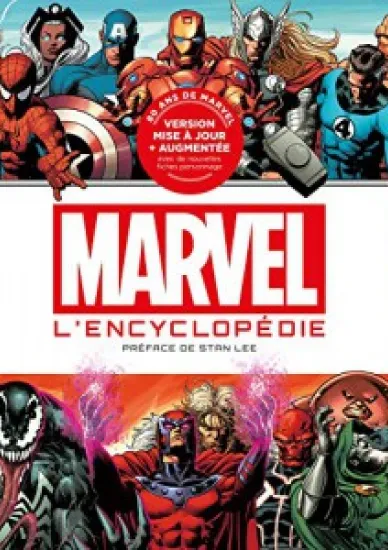 80 ANS DE MARVEL
VERSION
MISE À JOUR
+ AUGMENTÉE
avec de nouvelles
fiches personnage
MARVEL
L'ENCYCLOPÉDIE
PRÉFACE DE STAN LEE